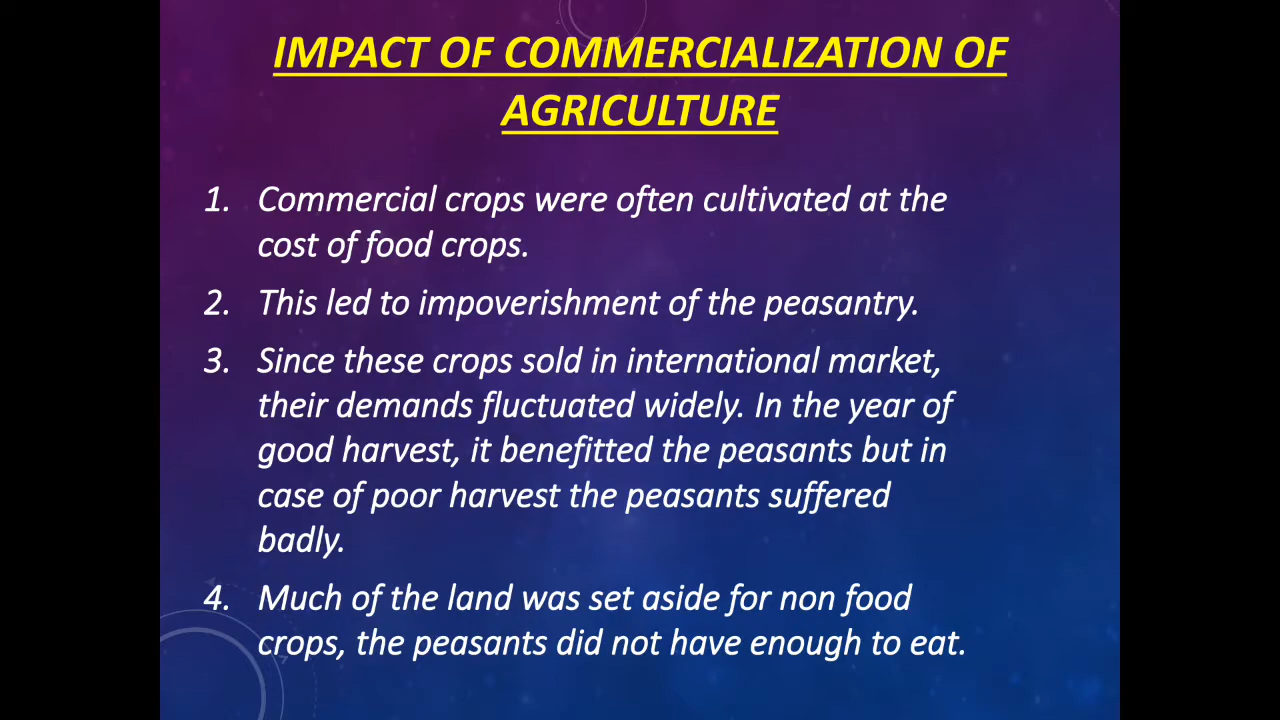 IMPACT OF COMMERCIALIZATION OF
AGRICULTURE
1. Commercial crops were often cultivated at the
cost of food crops.
2. This led to impoverishment of the peasantry.
3. Since these crops sold in international market,
their demands fluctuated widely. In the year of
good harvest, it benefitted the peasants but in
case of poor harvest the peasants suffered
badly.
4. Much of the land was set aside for non food
crops, the peasants did not have enough to eat.